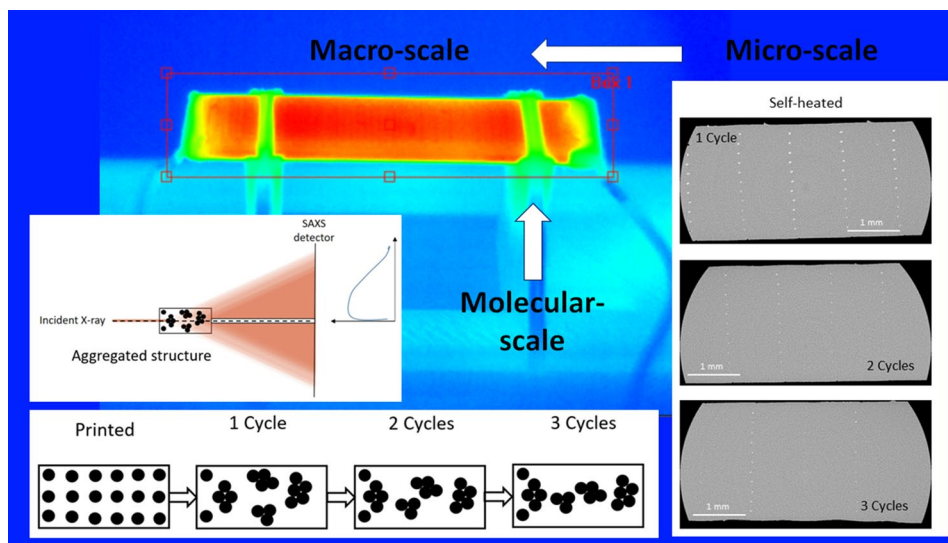 Macro-scale
Micro-scale
Box 1
Self-heated
1 Cycle
1 mm
SAXS
detector
Incident X-ray
Aggregated structure
Molecular-
scale
1 mm
2 Cycles
Printed
1 Cycle
2 Cycles
3 Cycles
1 mm
3 Cycles